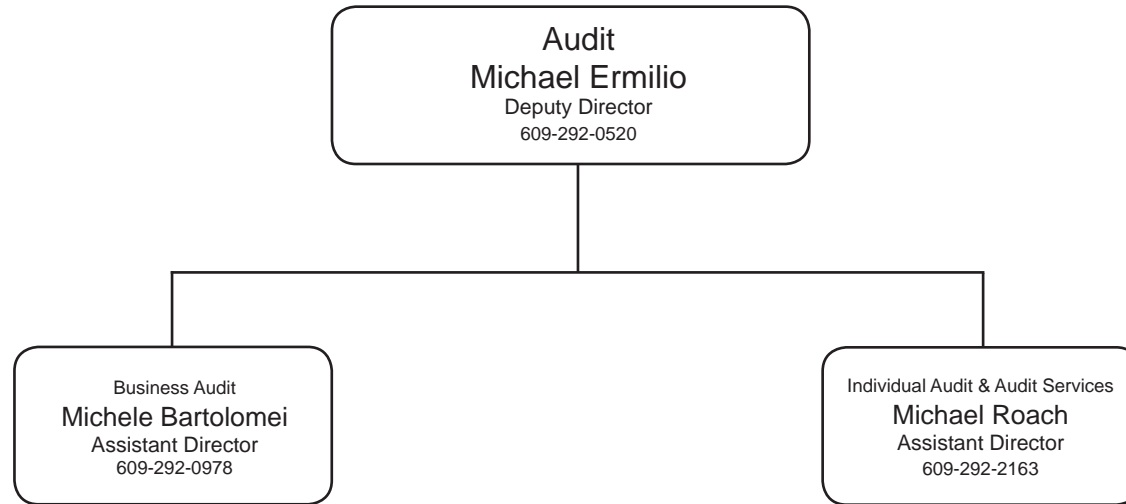 Audit
Michael Ermilio
Deputy Director
609-292-0520
Business Audit
Michele Bartolomei
Assistant Director
609-292-0978
Individual Audit & Audit Services
Michael Roach
Assistant Director
609-292-2163